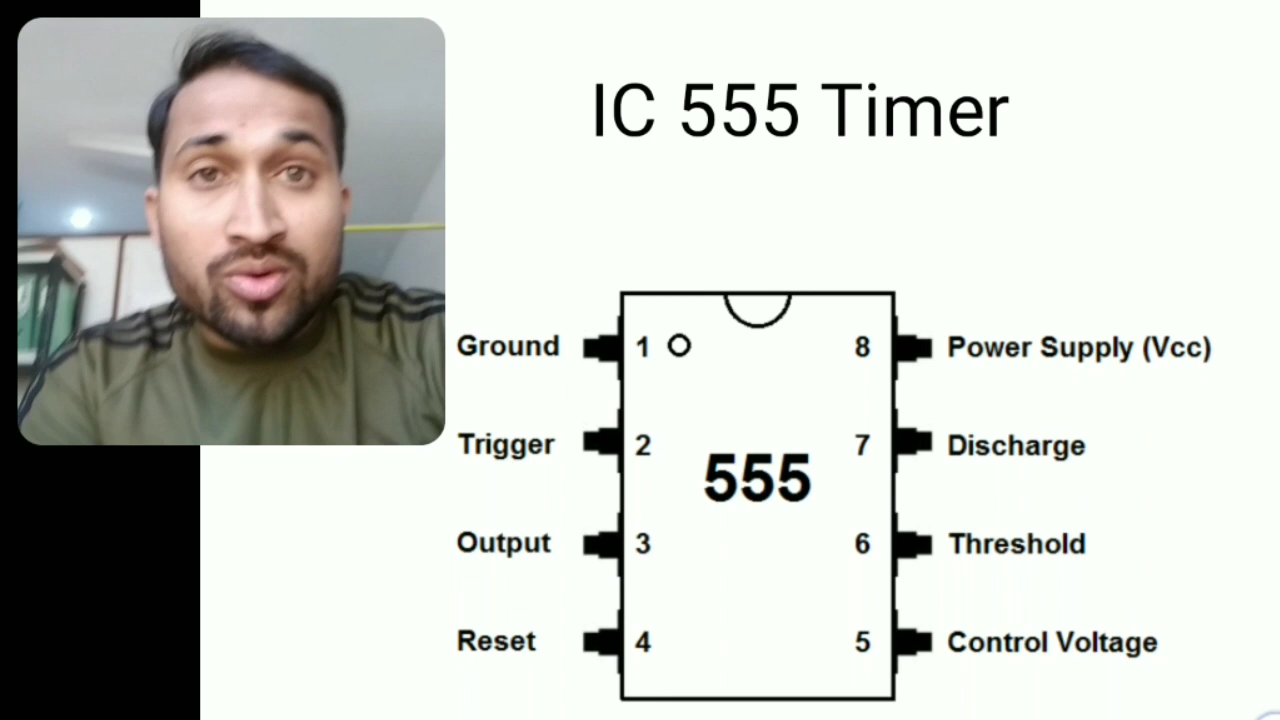 IC 555 Timer
Ground 1 8 Power Supply (Vcc)
Trigger 2 7 Discharge
555
Output 3 6 Threshold
Reset 4 5 Control Voltage